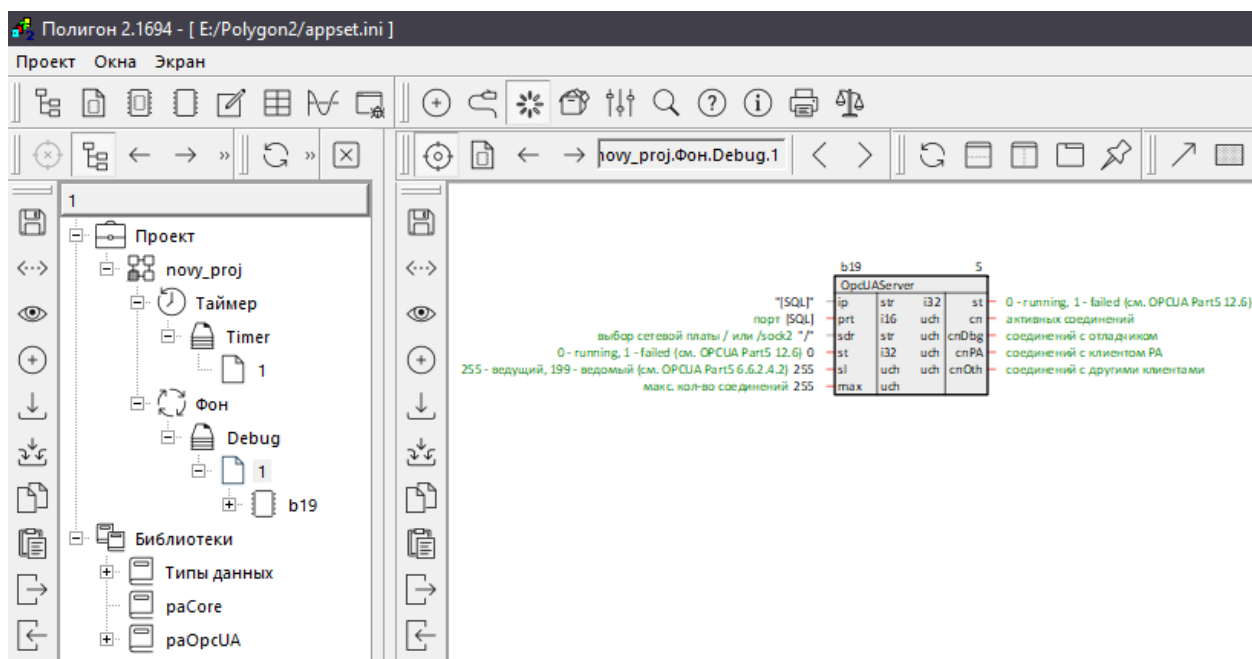 Полигон 2.1694 - [ E:/Polygon2/appset.ini ]
Проект Окна Экран
novy_proj.Фон.Debug.1
1
Проект
novy_proj
Таймер
Timer
1
Фон
Debug
1
b19
Библиотеки
Типы данных
paCore
paOpcUA
b19 5
OpcUAServer
"[SQL]" ip str i32 st 0 - running, 1 - failed (см. OPCUA Part5 12.6)
порт [SQL] prt i16 uch cn активных соединений
выбор сетевой платы / или /sock2 "/" sdr str uch cnDbg соединений с отладчиком
0 - running, 1 - failed (см. OPCUA Part5 12.6) 0 st i32 uch cnPA соединений с клиентом PA
255 - ведущий, 199 - ведомый (см. OPCUA Part5 6.6.2.4.2) 255 sl uch uch cnOth соединений с другими клиентами
макс. кол-во соединений 255 max uch